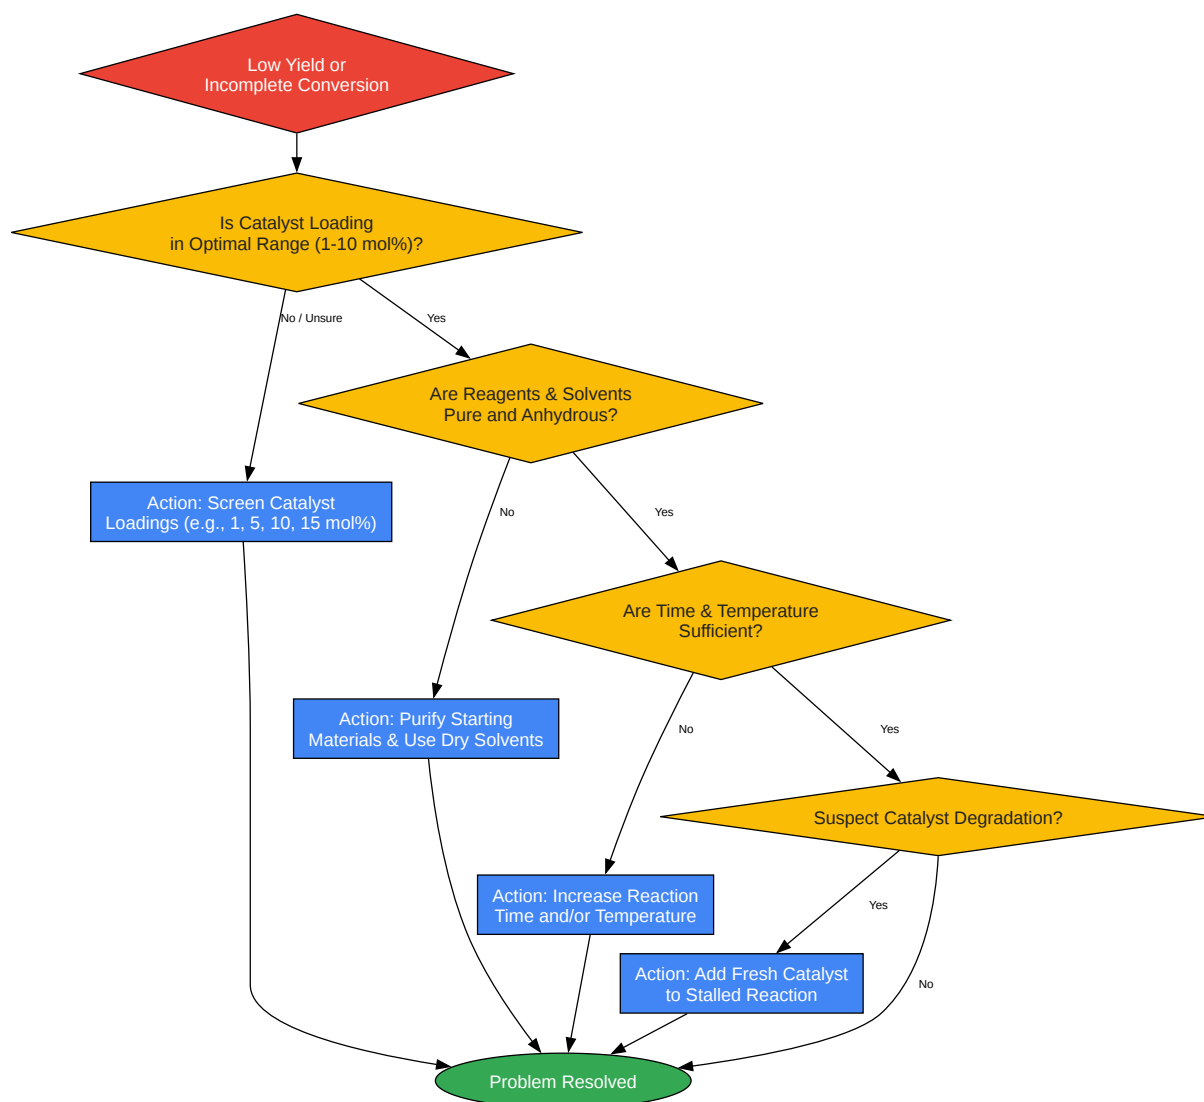 Low Yield or
Incomplete Conversion
Is Catalyst Loading
in Optimal Range (1-10 mol%)?
No / Unsure
Yes
Are Reagents & Solvents
Pure and Anhydrous?
Action: Screen Catalyst
Loadings (e.g., 1, 5, 10, 15 mol%)
No
Yes
Are Time & Temperature
Sufficient?
Action: Purify Starting
Materials & Use Dry Solvents
No
Yes
Suspect Catalyst Degradation?
Action: Increase Reaction
Time and/or Temperature
Yes
Action: Add Fresh Catalyst
to Stalled Reaction
No
Problem Resolved